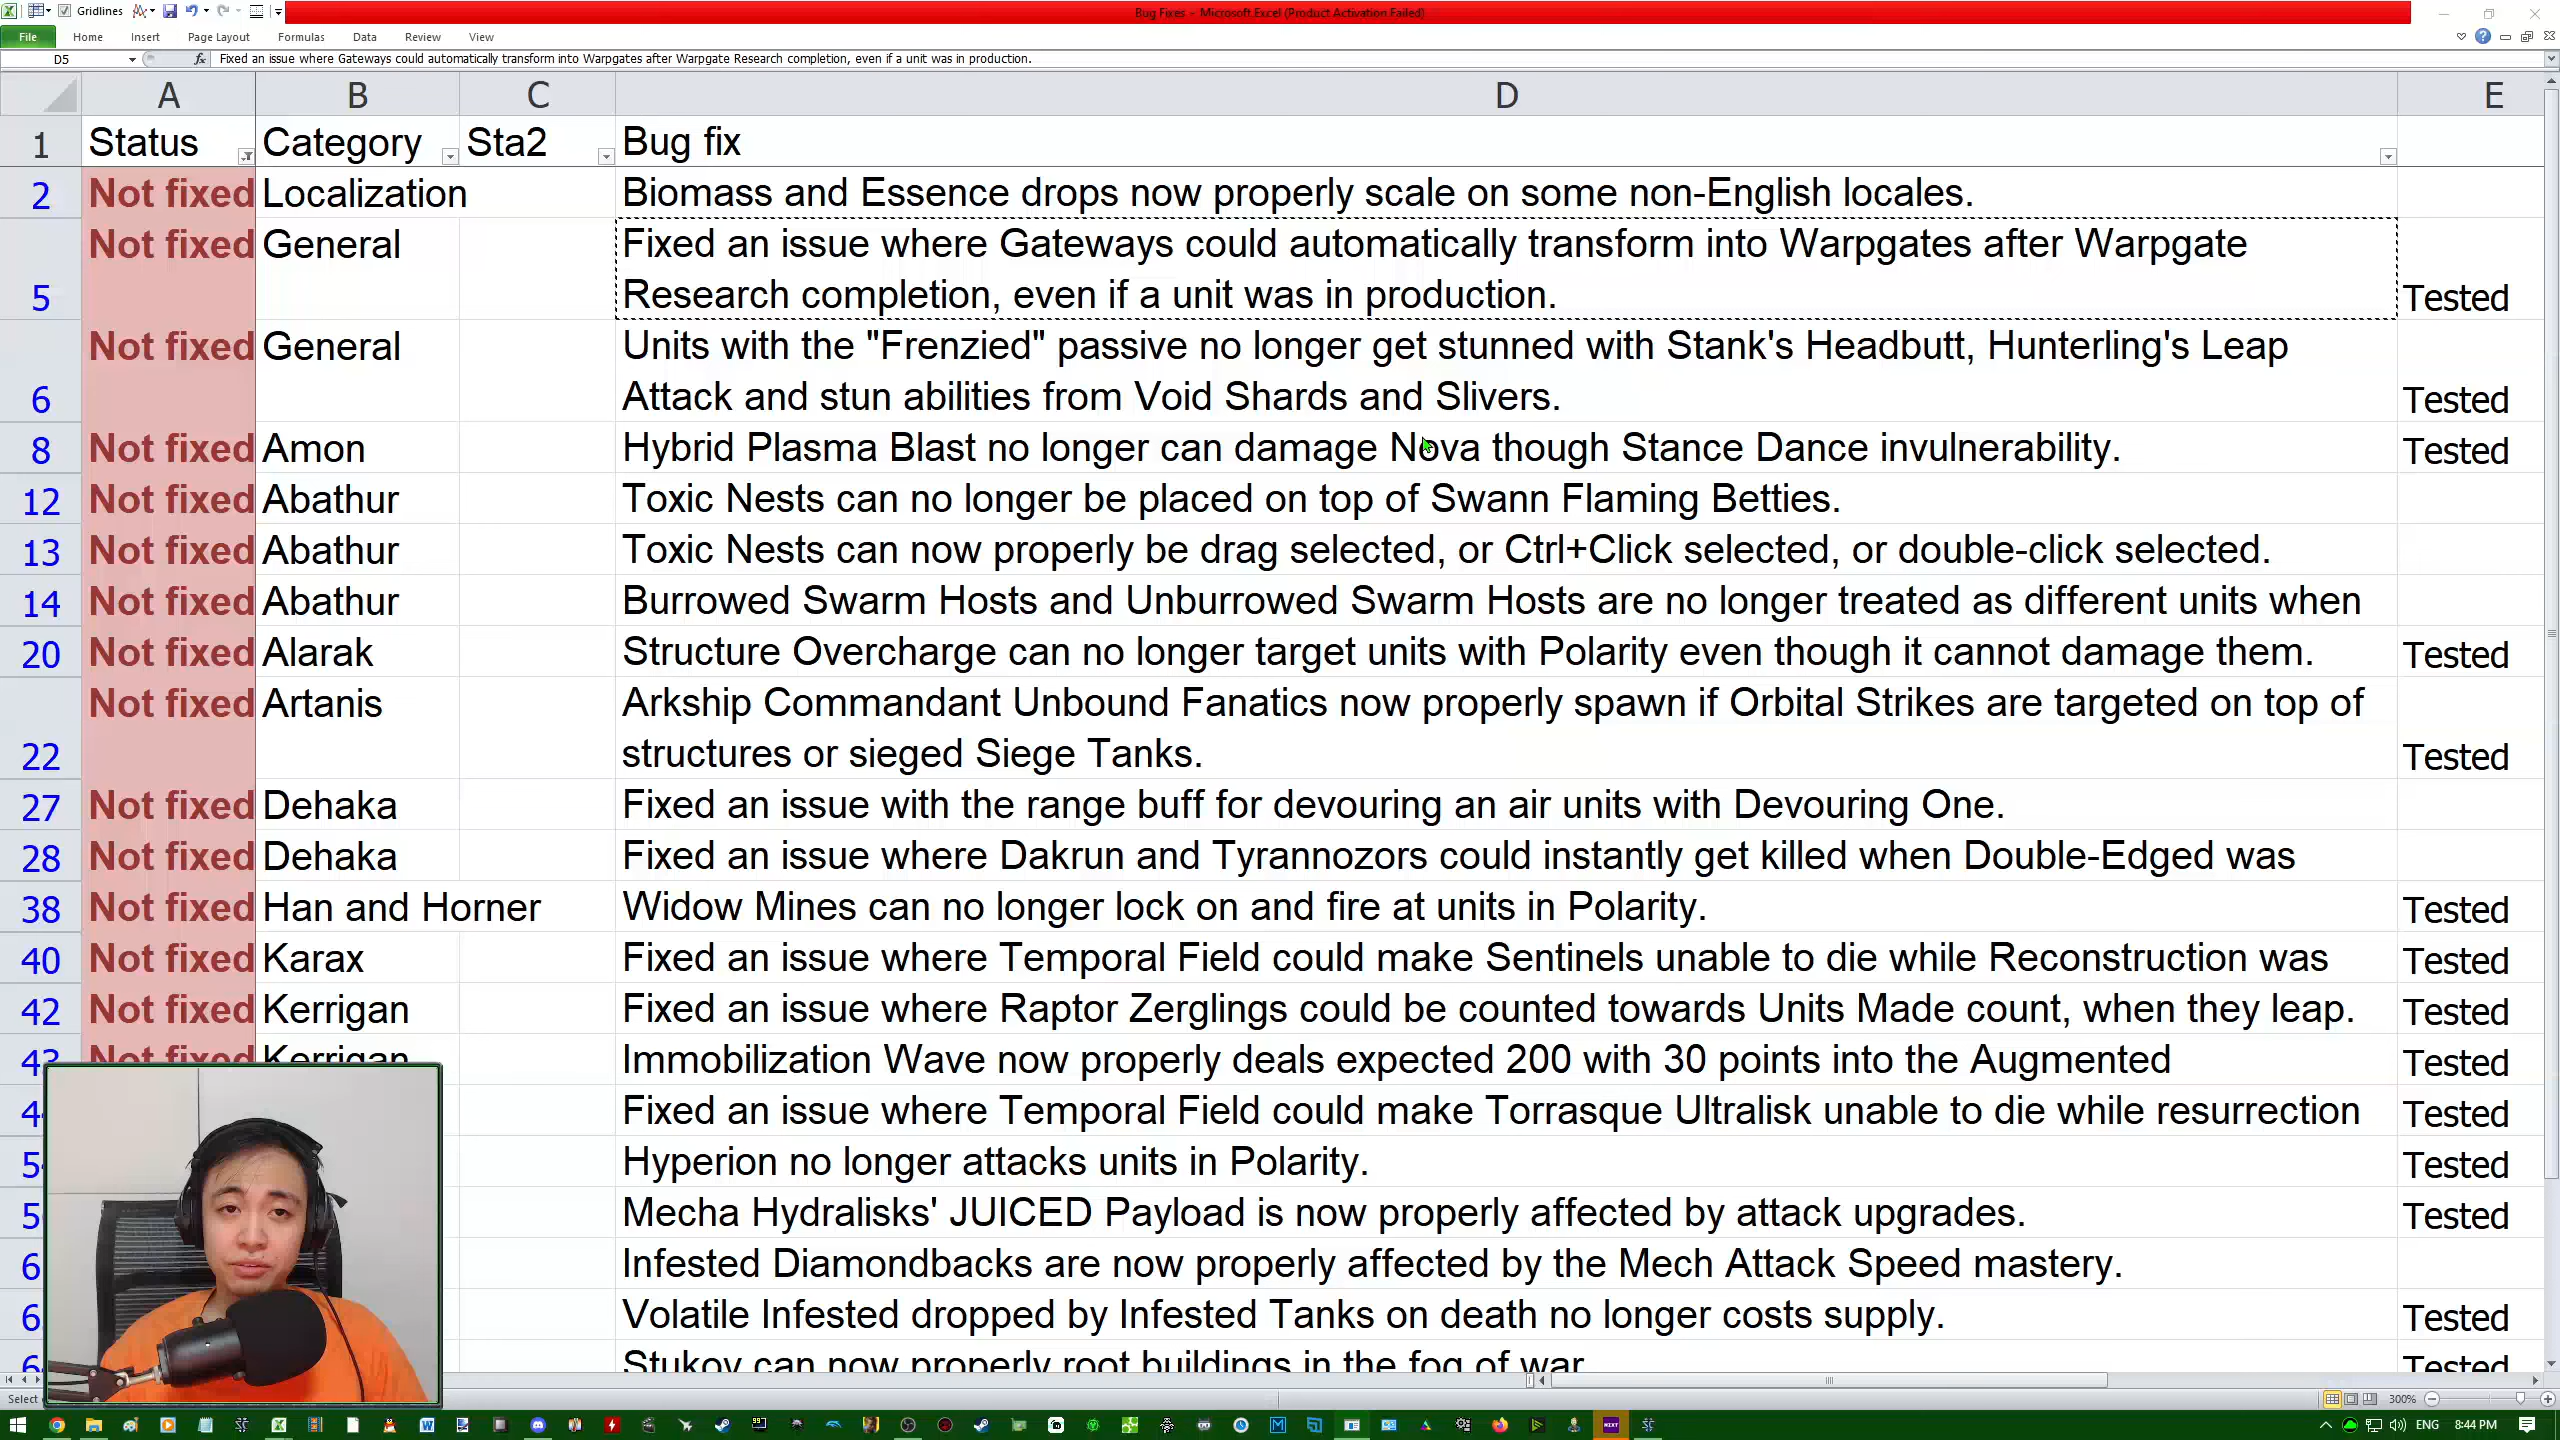 Gridlines
Bug Fixes - Microsoft Excel (Product Activation Failed)
File Home Insert Page Layout Formulas Data Review View
D5 fx Fixed an issue where Gateways could automatically transform into Warpgates after Warpgate Research completion, even if a unit was in production.
A B C D E
1 Status Category Sta2 Bug fix
2 Not fixed Localization Biomass and Essence drops now properly scale on some non-English locales.
Not fixed General Fixed an issue where Gateways could automatically transform into Warpgates after Warpgate
5 Research completion, even if a unit was in production. Tested
Not fixed General Units with the "Frenzied" passive no longer get stunned with Stank's Headbutt, Hunterling's Leap
6 Attack and stun abilities from Void Shards and Slivers. Tested
8 Not fixed Amon Hybrid Plasma Blast no longer can damage Nova though Stance Dance invulnerability. Tested
12 Not fixed Abathur Toxic Nests can no longer be placed on top of Swann Flaming Betties.
13 Not fixed Abathur Toxic Nests can now properly be drag selected, or Ctrl+Click selected, or double-click selected.
14 Not fixed Abathur Burrowed Swarm Hosts and Unburrowed Swarm Hosts are no longer treated as different units when
20 Not fixed Alarak Structure Overcharge can no longer target units with Polarity even though it cannot damage them. Tested
Not fixed Artanis Arkship Commandant Unbound Fanatics now properly spawn if Orbital Strikes are targeted on top of
22 structures or sieged Siege Tanks. Tested
27 Not fixed Dehaka Fixed an issue with the range buff for devouring an air units with Devouring One.
28 Not fixed Dehaka Fixed an issue where Dakrun and Tyrannozors could instantly get killed when Double-Edged was
38 Not fixed Han and Horner Widow Mines can no longer lock on and fire at units in Polarity. Tested
40 Not fixed Karax Fixed an issue where Temporal Field could make Sentinels unable to die while Reconstruction was Tested
42 Not fixed Kerrigan Fixed an issue where Raptor Zerglings could be counted towards Units Made count, when they leap. Tested
43 Not fixed Kerrigan Immobilization Wave now properly deals expected 200 with 30 points into the Augmented Tested
Fixed an issue where Temporal Field could make Torrasque Ultralisk unable to die while resurrection Tested
Hyperion no longer attacks units in Polarity. Tested
Mecha Hydralisks' JUICED Payload is now properly affected by attack upgrades. Tested
Infested Diamondbacks are now properly affected by the Mech Attack Speed mastery.
Volatile Infested dropped by Infested Tanks on death no longer costs supply. Tested
Stukov can now properly root buildings in the fog of war. Tested
Select 300%
ENG 8:44 PM